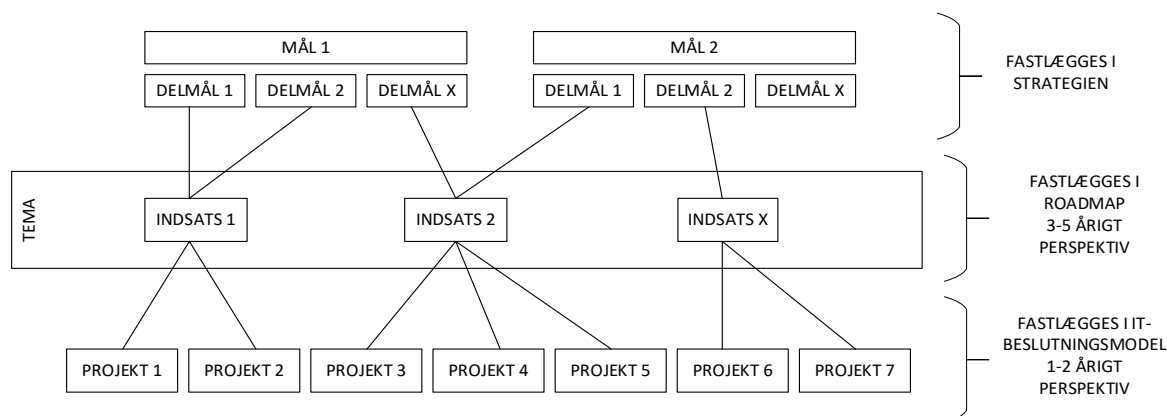 MÅL 1
MÅL 2
DELMÅL 1
DELMÅL 2
DELMÅL X
DELMÅL 1
DELMÅL 2
DELMÅL X
FASTLÆGGES I
STRATEGIEN
TEMA
INDSATS 1
INDSATS 2
INDSATS X
FASTLÆGGES I
ROADMAP
3-5 ÅRIGT
PERSPEKTIV
PROJEKT 1
PROJEKT 2
PROJEKT 3
PROJEKT 4
PROJEKT 5
PROJEKT 6
PROJEKT 7
FASTLÆGGES I IT-
BESLUTNINGSMODEL
1-2 ÅRIGT
PERSPEKTIV